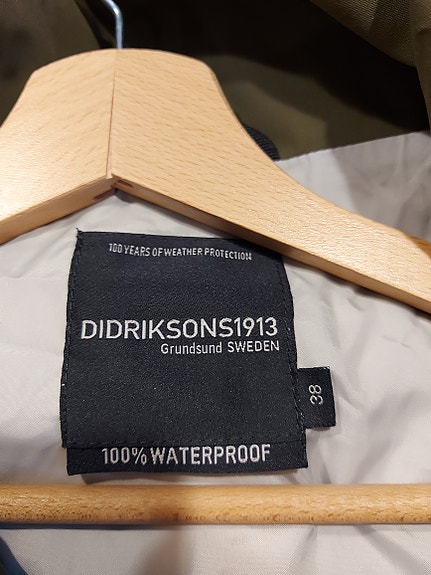 100 YEARS OF WEATHER PROTECTION
DIDRIKSONS1913
Grundsund SWEDEN
38
100% WATERPROOF